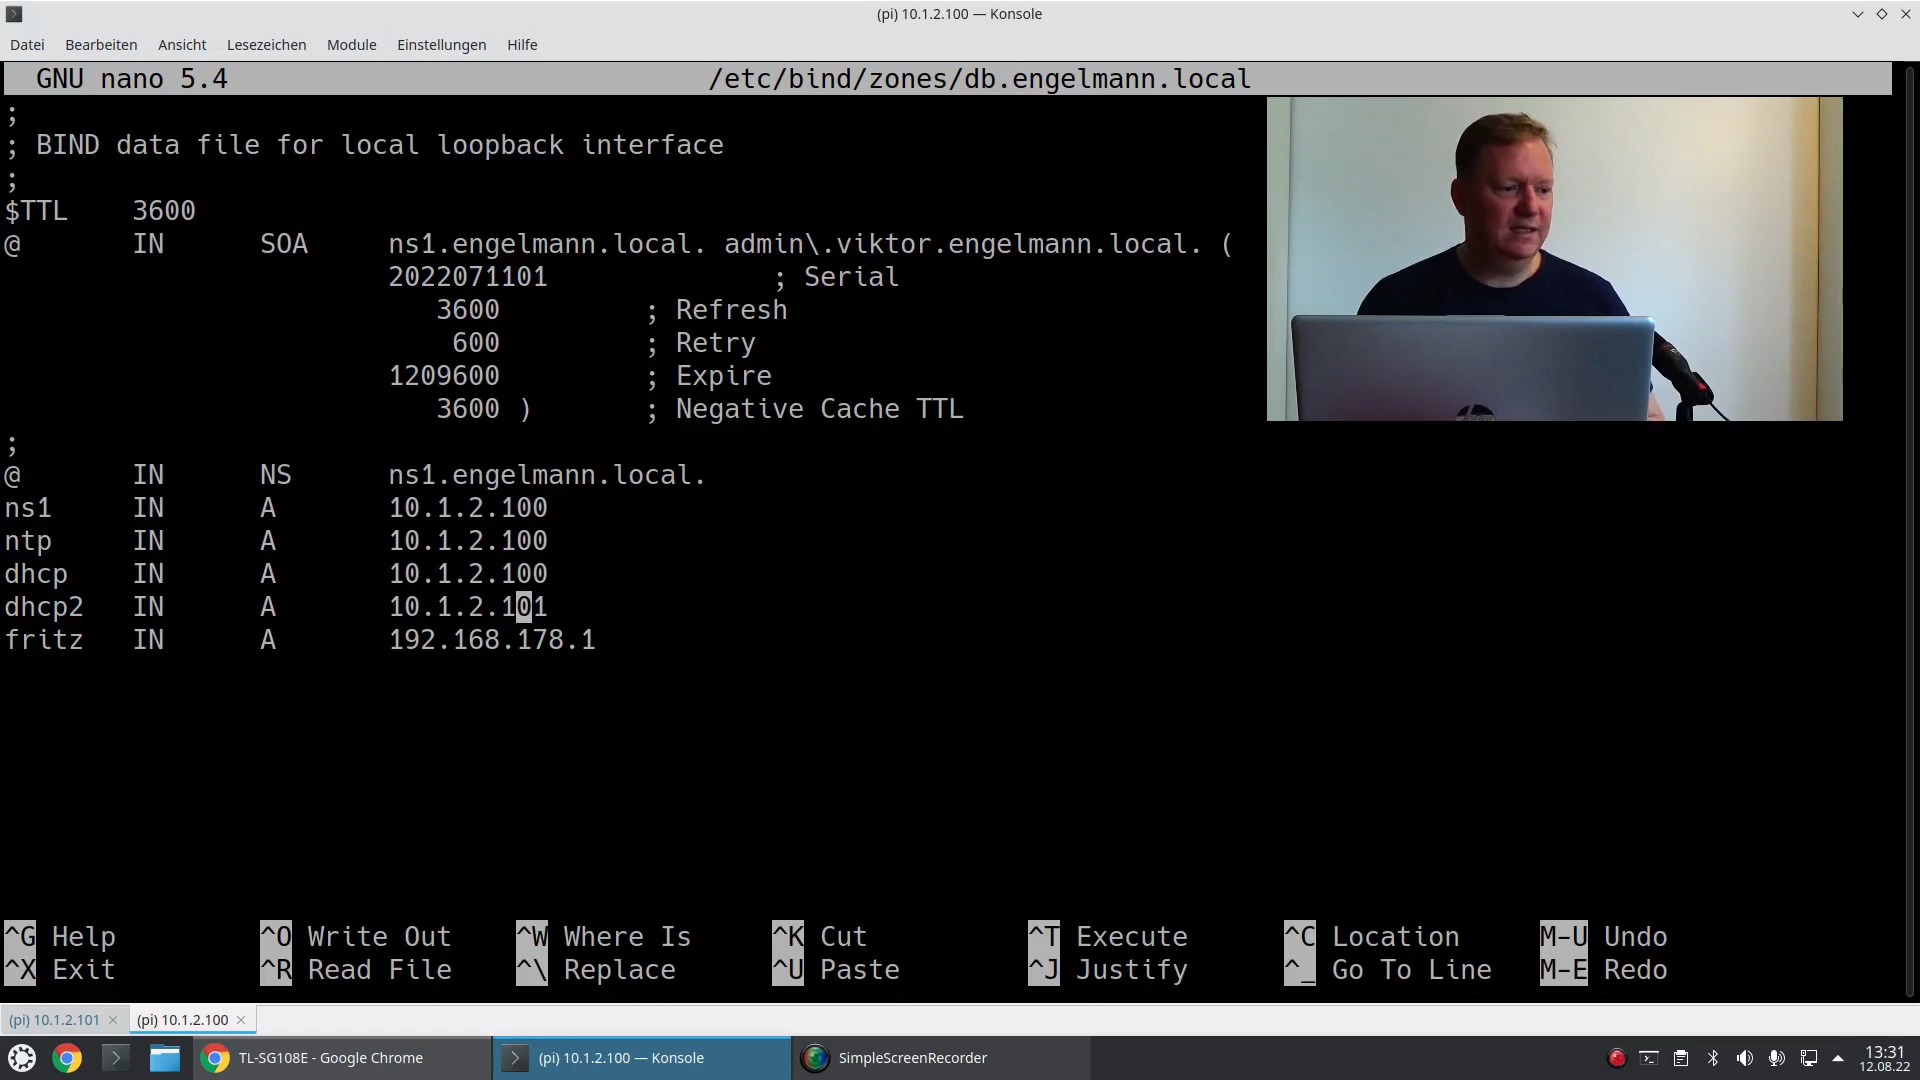 (pi) 10.1.2.100 — Konsole
Datei Bearbeiten Ansicht Lesezeichen Module Einstellungen Hilfe
GNU nano 5.4 /etc/bind/zones/db.engelmann.local
;
; BIND data file for local loopback interface
;
$TTL 3600
@ IN SOA ns1.engelmann.local. admin\.viktor.engelmann.local. (
2022071101 ; Serial
3600 ; Refresh
600 ; Retry
1209600 ; Expire
3600 ) ; Negative Cache TTL
;
@ IN NS ns1.engelmann.local.
ns1 IN A 10.1.2.100
ntp IN A 10.1.2.100
dhcp IN A 10.1.2.100
dhcp2 IN A 10.1.2.101
fritz IN A 192.168.178.1
^G Help ^O Write Out ^W Where Is ^K Cut ^T Execute ^C Location M-U Undo
^X Exit ^R Read File ^\ Replace ^U Paste ^J Justify ^_ Go To Line M-E Redo
(pi) 10.1.2.101 (pi) 10.1.2.100
TL-SG108E - Google Chrome (pi) 10.1.2.100 — Konsole SimpleScreenRecorder 13:31
12.08.22